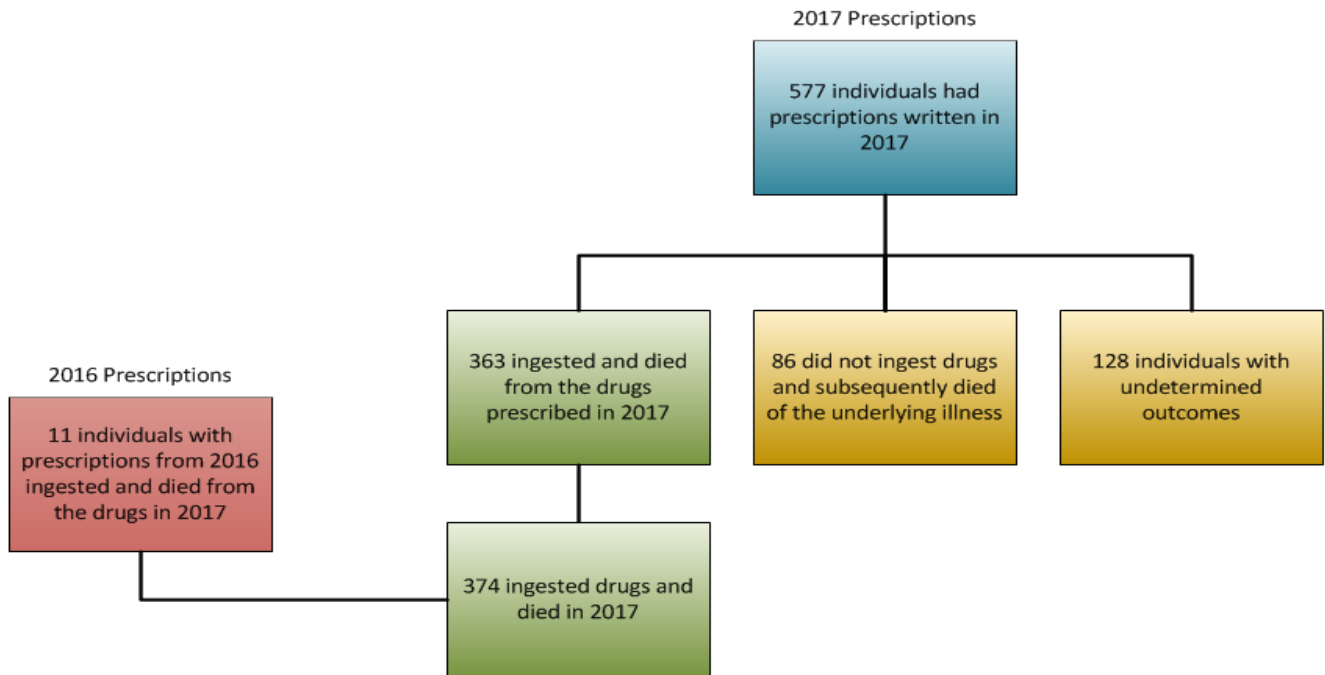 2017 Prescriptions
577 individuals had
prescriptions written in
2017
363 ingested and died
from the drugs
prescribed in 2017
86 did not ingest drugs
and subsequently died
of the underlying illness
128 individuals with
undetermined
outcomes
2016 Prescriptions
11 individuals with
prescriptions from 2016
ingested and died from
the drugs in 2017
374 ingested drugs and
died in 2017